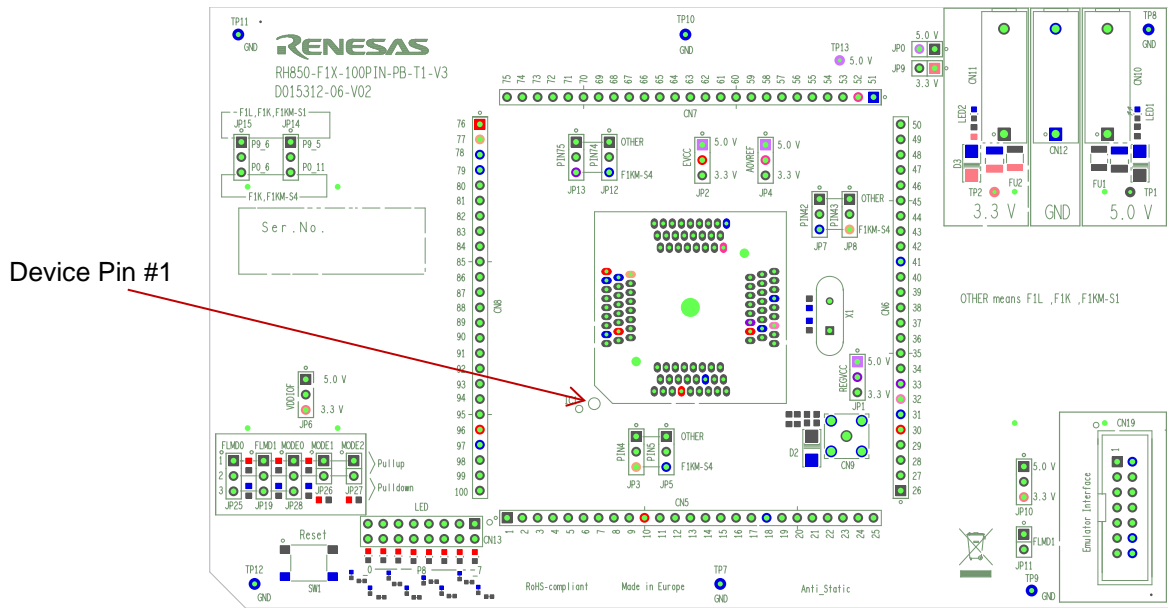 TP11
GND
RENESAS
RH850-F1X-100PIN-PB-T1-V3
D015312-06-V02
TP10
GND
TP13
5.0 V
5.0 V
JP0
JP9
3.3 V
TP8
GND
CN11
LED2
CN12
CN10
LED1
D3
TP2
FU2
FU1
TP1
3.3 V
GND
5.0 V
75 74 73 72 71 70 69 68 67 66 65 64 63 62 61 60 59 58 57 56 55 54 53 52 51
CN7
F1L,F1K,F1KM-S1
JP15
JP14
P9_6
P9_5
P0_6
P0_11
F1K,F1KM-S4
Ser.No.
76
77
78
79
80
81
82
83
84
85
86
87
88
89
90
91
92
93
94
95
96
97
98
99
100
CN8
PIN75
PIN74
OTHER
F1KM-S4
JP13
JP12
EVCC
5.0 V
3.3 V
JP2
A0VREF
5.0 V
3.3 V
JP4
PIN42
PIN43
OTHER
F1KM-S4
JP7
JP8
50
49
48
47
46
45
44
43
42
41
40
39
38
37
36
35
34
33
32
31
30
29
28
27
26
CN6
Device Pin #1
X1
OTHER means F1L ,F1K ,F1KM-S1
REGVCC
5.0 V
3.3 V
JP1
VDDIOF
5.0 V
3.3 V
JP6
PIN4
PIN5
OTHER
F1KM-S4
JP3
JP5
D2
CN9
FLMD0 FLMD1 MODE0 MODE1 MODE2
1
2
3
Pullup
Pulldown
JP25
JP19
JP28
JP26
JP27
LED
CN13
_0
P8
_7
CN5
1 2 3 4 5 6 7 8 9 10 11 12 13 14 15 16 17 18 19 20 21 22 23 24 25
Reset
SW1
TP12
GND
RoHS-compliant
Made in Europe
TP7
GND
Anti_Static
5.0 V
3.3 V
JP10
FLMD1
JP11
TP9
GND
CN19
1
Emulator Interface